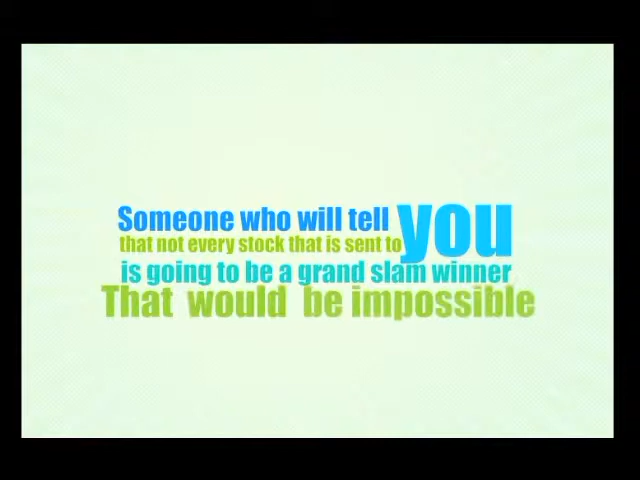 Someone who will tell you
that not every stock that is sent to
is going to be a grand slam winner
That would be impossible